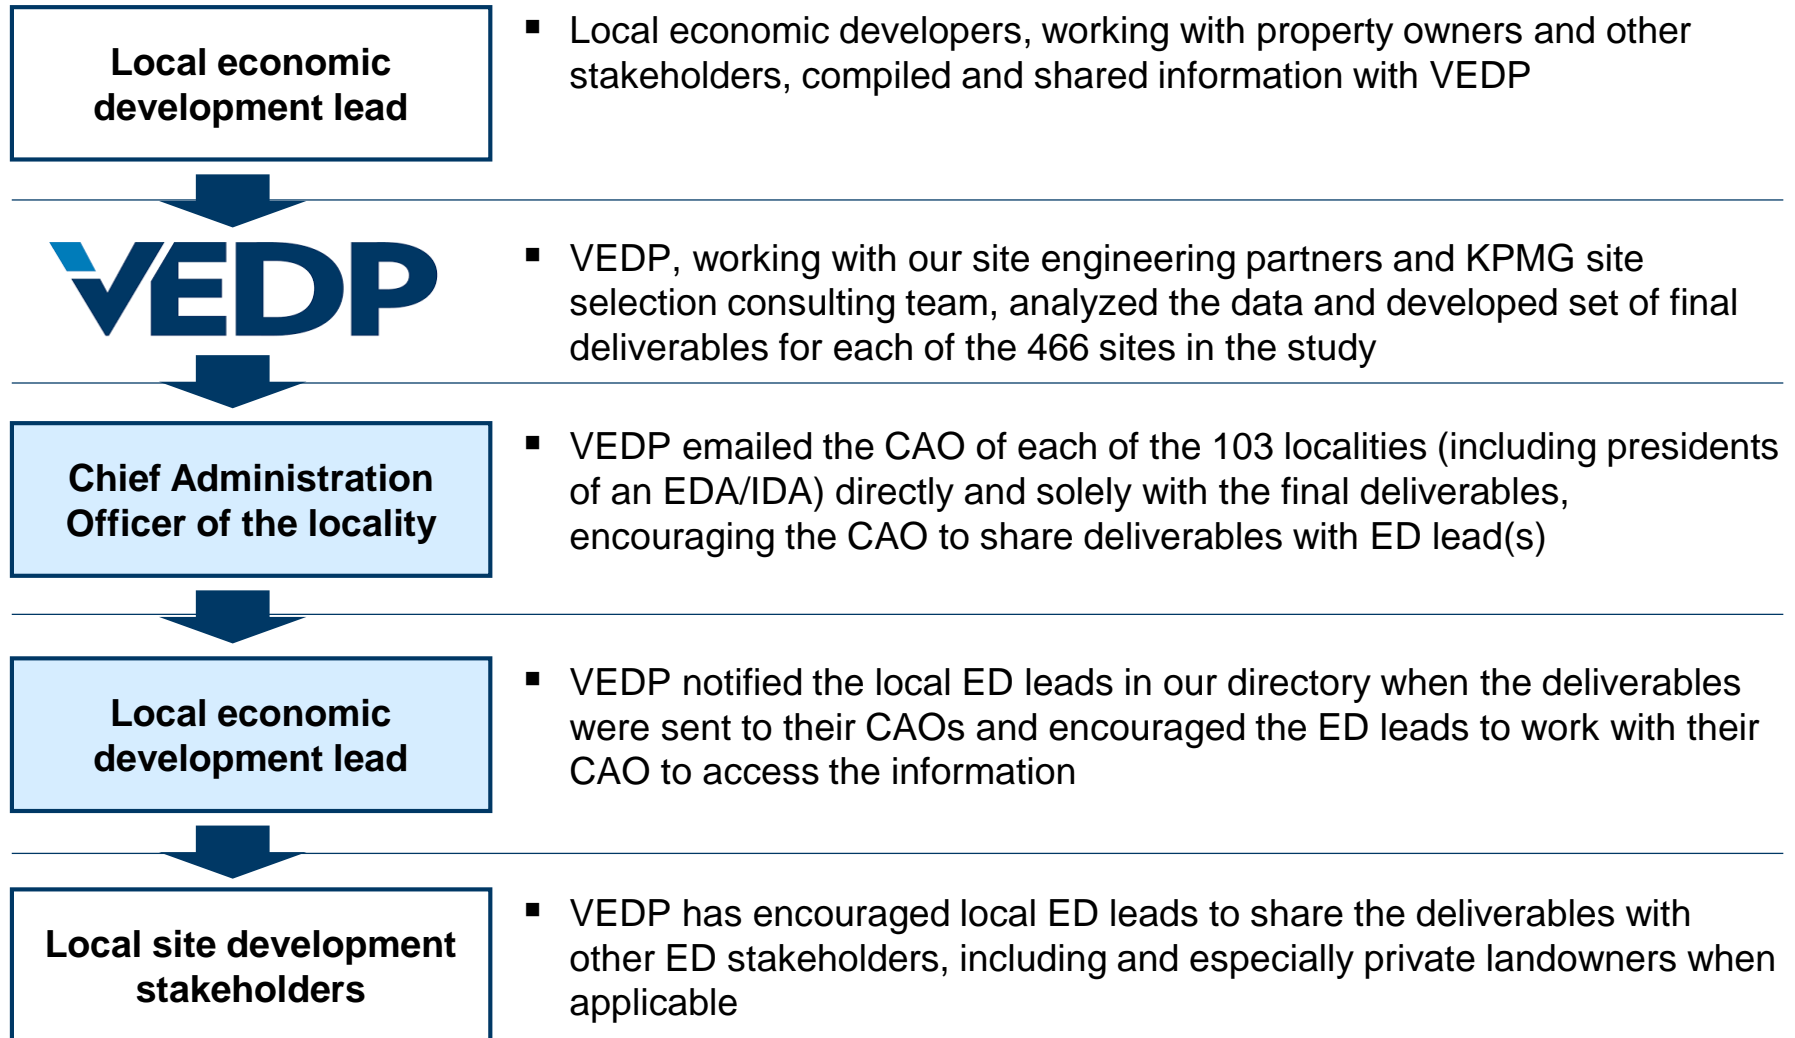 Local economic
development lead
▪ Local economic developers, working with property owners and other
stakeholders, compiled and shared information with VEDP
VEDP
▪ VEDP, working with our site engineering partners and KPMG site
selection consulting team, analyzed the data and developed set of final
deliverables for each of the 466 sites in the study
Chief Administration
Officer of the locality
▪ VEDP emailed the CAO of each of the 103 localities (including presidents
of an EDA/IDA) directly and solely with the final deliverables,
encouraging the CAO to share deliverables with ED lead(s)
Local economic
development lead
▪ VEDP notified the local ED leads in our directory when the deliverables
were sent to their CAOs and encouraged the ED leads to work with their
CAO to access the information
Local site development
stakeholders
▪ VEDP has encouraged local ED leads to share the deliverables with
other ED stakeholders, including and especially private landowners when
applicable